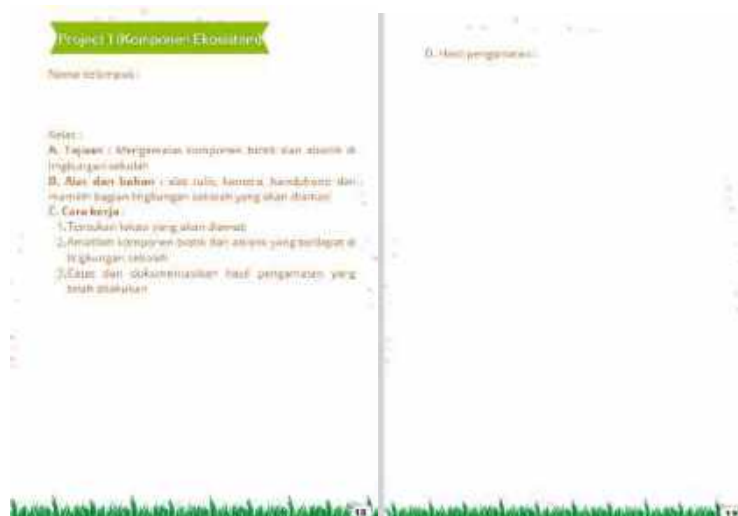 Project 1 (Komponen Ekosistem)
Nama kelompok :
Kelas :
A. Tujuan : Mengamatai komponen biotik dan abiotik di
lingkungan sekolah
B. Alat dan bahan : alat tulis, kamera, handphone dan
bagian lingkungan sekolah yang akan diamati
C. Cara kerja :
1.Tentukan lokasi yang akan diamati
2.Amatilah komponen biotik dan abiotik yang terdapat di
lingkungan sekolah
3.Catat dan dokumentasikan hasil pengamatan yang
telah dilakukan
18
D. Hasil pengamatan :
19